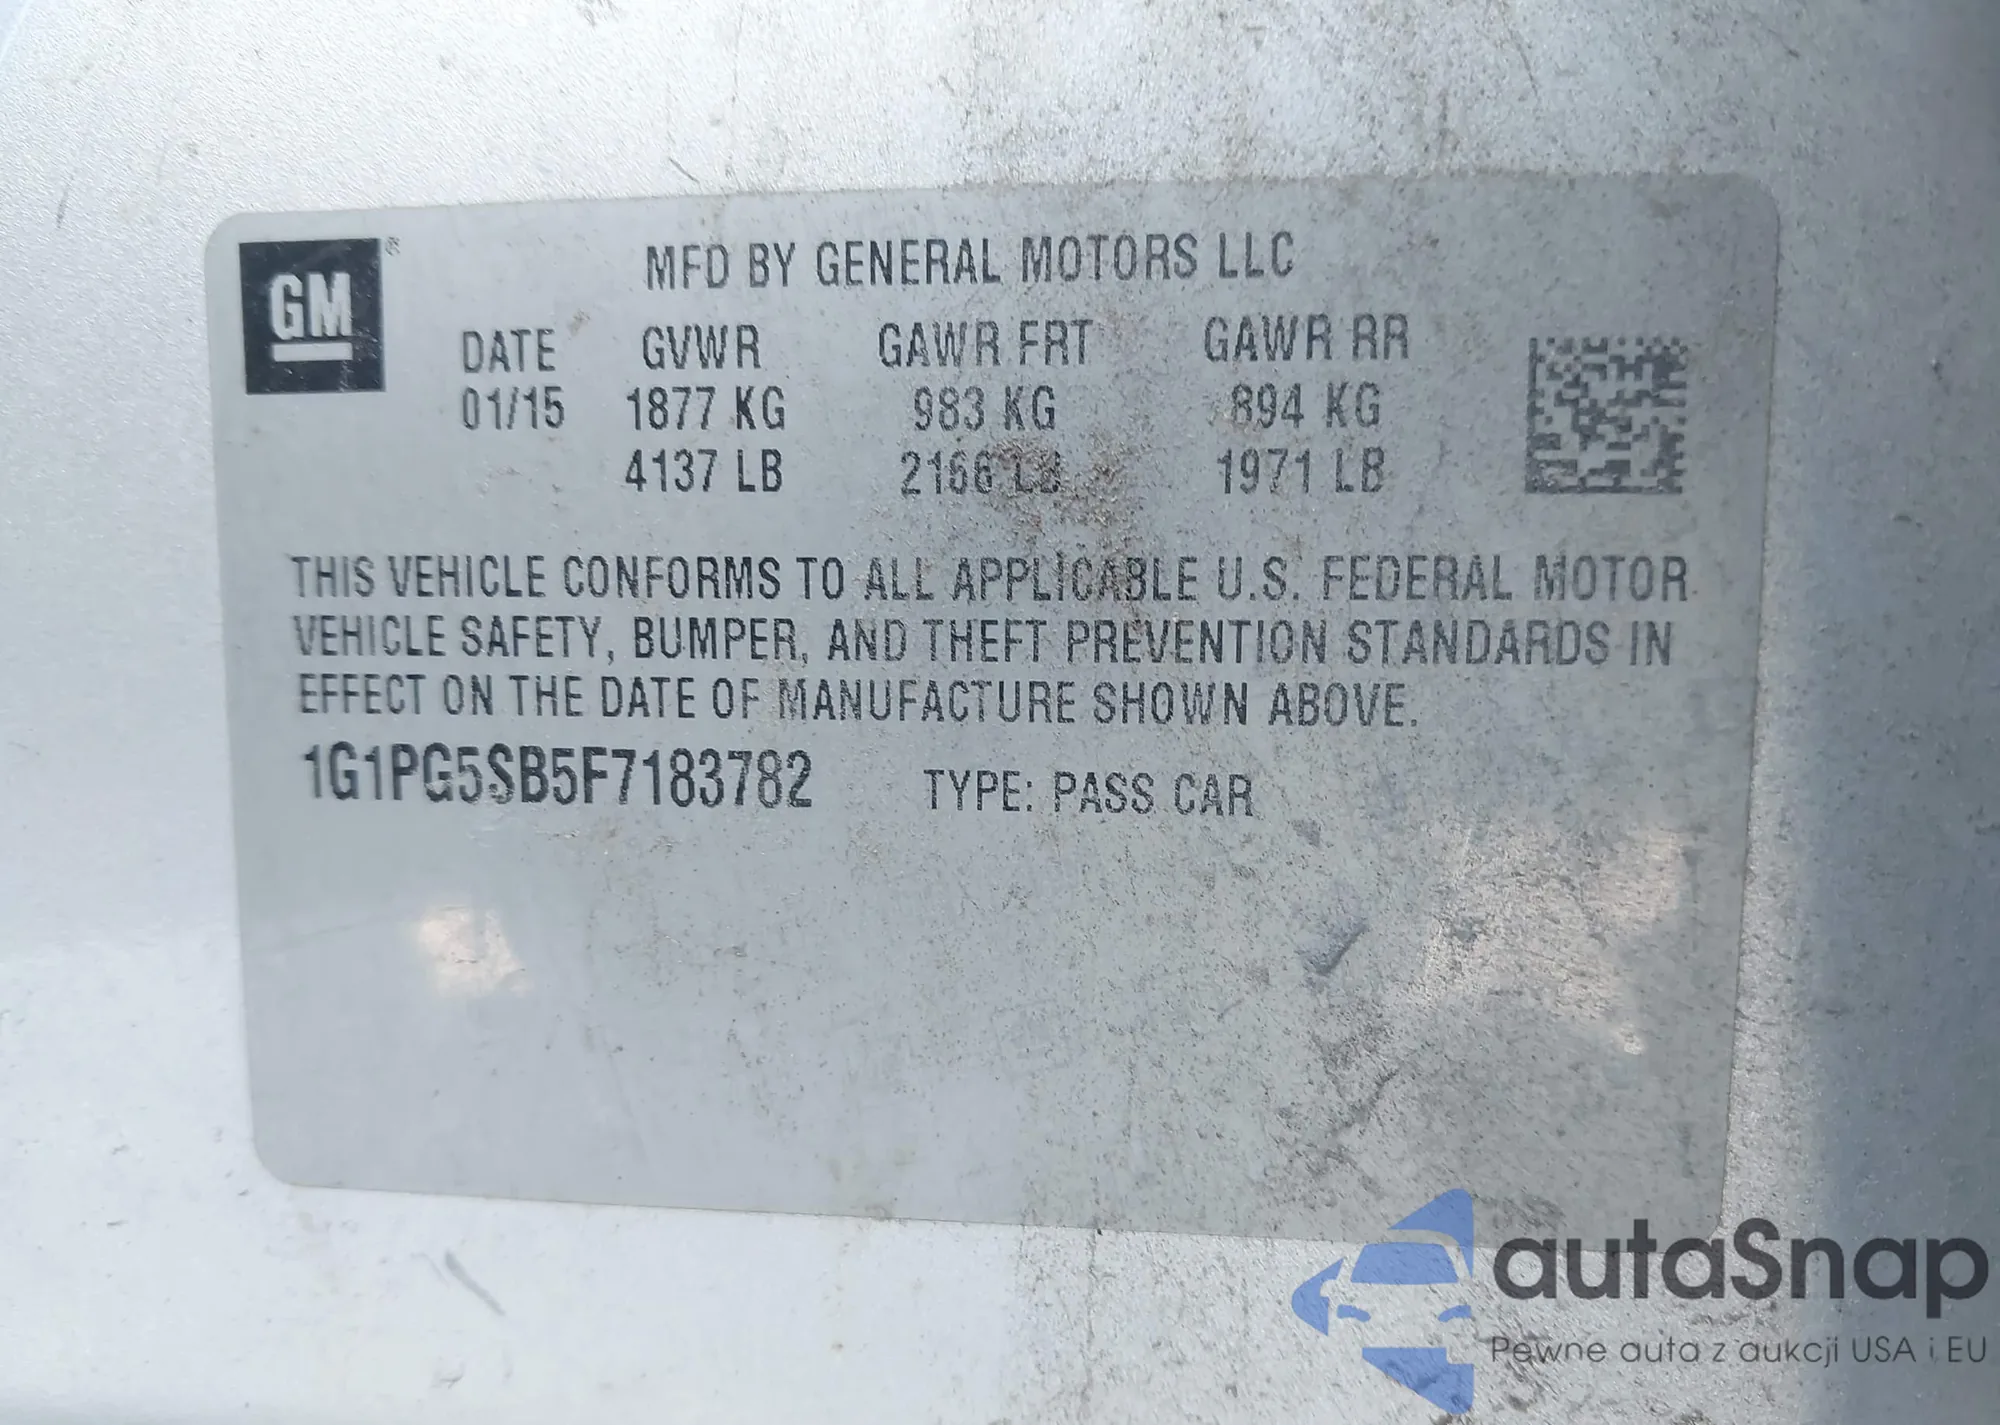 GM ®
MFD BY GENERAL MOTORS LLC
DATE GVWR GAWR FRT GAWR RR
01/15 1877 KG 983 KG 894 KG
4137 LB 2166 LB 1971 LB
THIS VEHICLE CONFORMS TO ALL APPLICABLE U.S. FEDERAL MOTOR
VEHICLE SAFETY, BUMPER, AND THEFT PREVENTION STANDARDS IN
EFFECT ON THE DATE OF MANUFACTURE SHOWN ABOVE.
1G1PG5SB5F7183782 TYPE: PASS CAR
autaSnap
Pewne auta z aukcji USA i EU